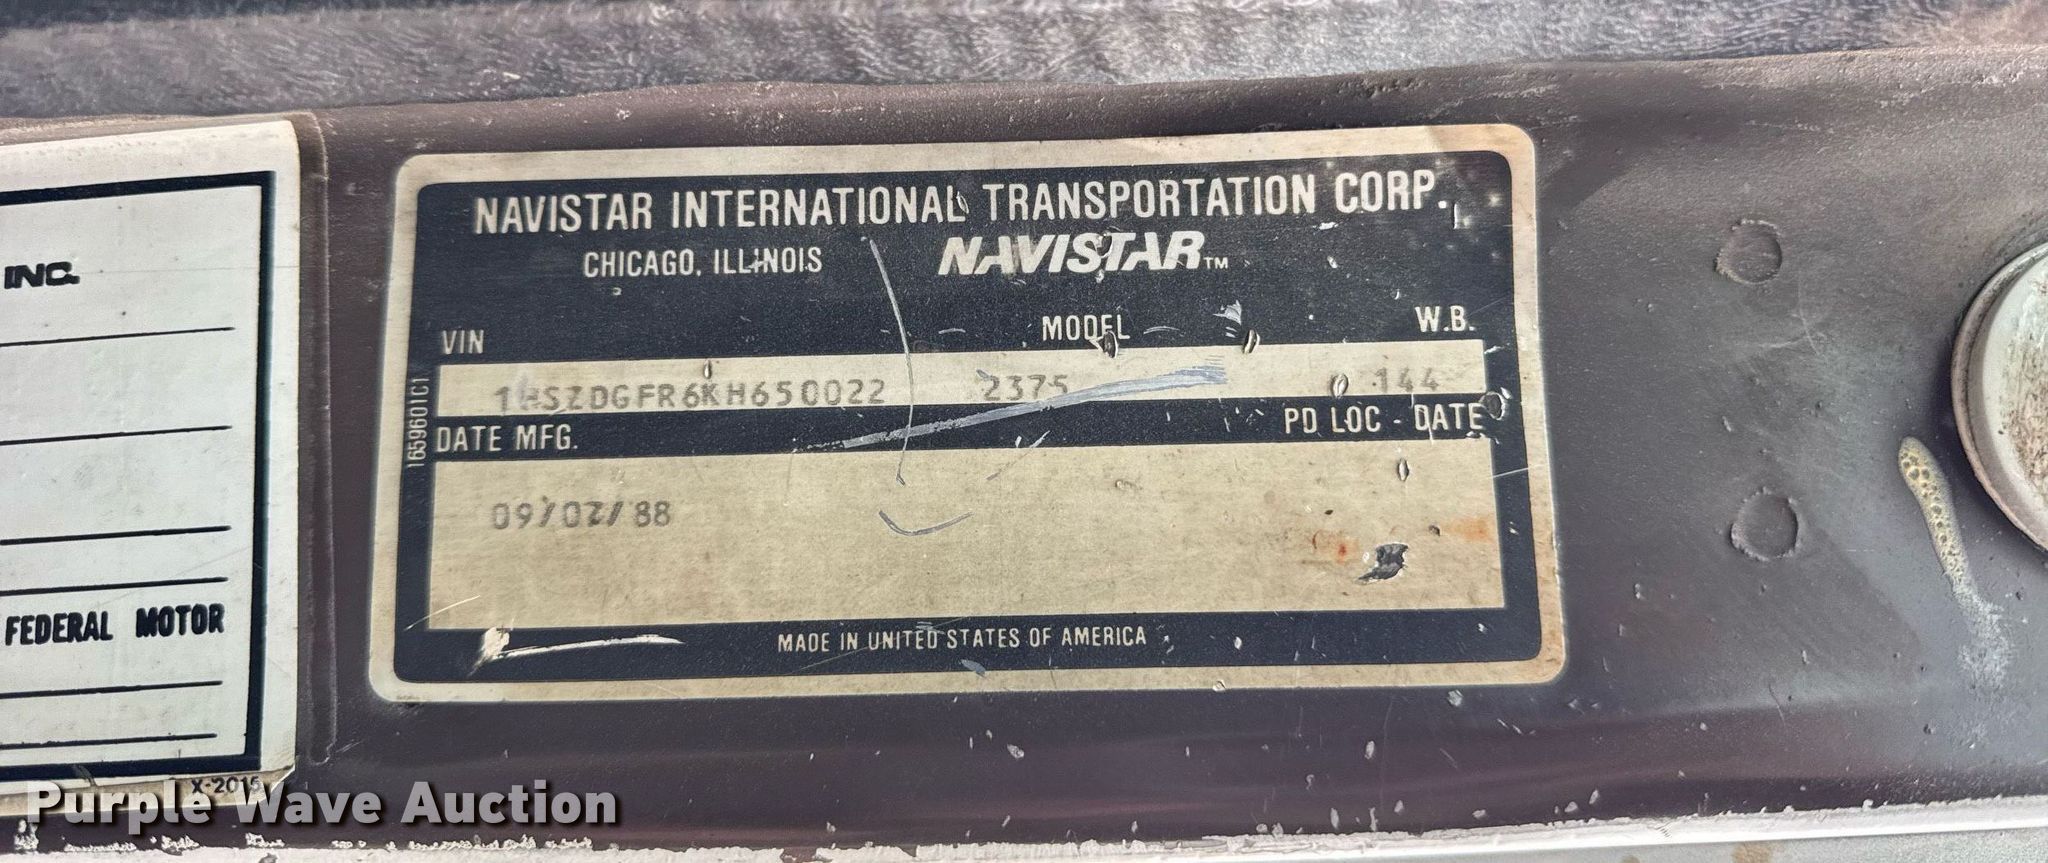 INC.
FEDERAL MOTOR
X-2015
NAVISTAR INTERNATIONAL TRANSPORTATION CORP.
CHICAGO, ILLINOIS NAVISTAR™
VIN MODEL W.B.
1HSZDGFR6KH650022 2375 144
1659601C1
DATE MFG. PD LOC - DATE
09/02/88
MADE IN UNITED STATES OF AMERICA
Purple Wave Auction